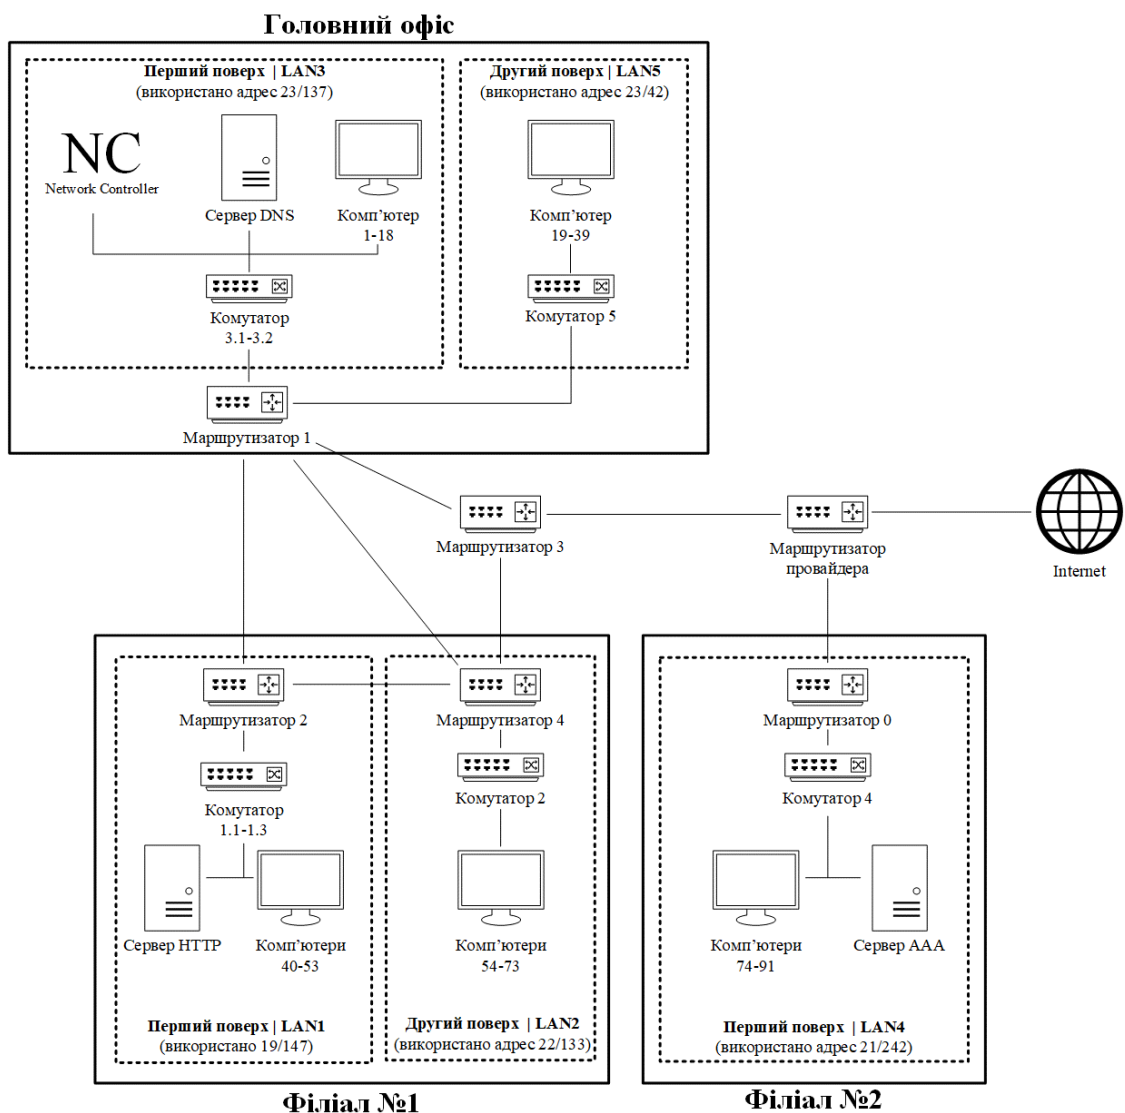 Головний офіс
Перший поверх | LAN3
(використано адрес 23/137)
NC
Network Controller
Сервер DNS
Комп’ютер
1-18
Комутатор
3.1-3.2
Другий поверх | LAN5
(використано адрес 23/42)
Комп’ютер
19-39
Комутатор 5
Маршрутизатор 1
Маршрутизатор 3
Маршрутизатор
провайдера
Internet
Маршрутизатор 2
Комутатор
1.1-1.3
Сервер HTTP
Комп’ютери
40-53
Перший поверх | LAN1
(використано 19/147)
Маршрутизатор 4
Комутатор 2
Комп’ютери
54-73
Другий поверх | LAN2
(використано адрес 22/133)
Філіал №1
Маршрутизатор 0
Комутатор 4
Комп’ютери
74-91
Сервер AAA
Перший поверх | LAN4
(використано адрес 21/242)
Філіал №2